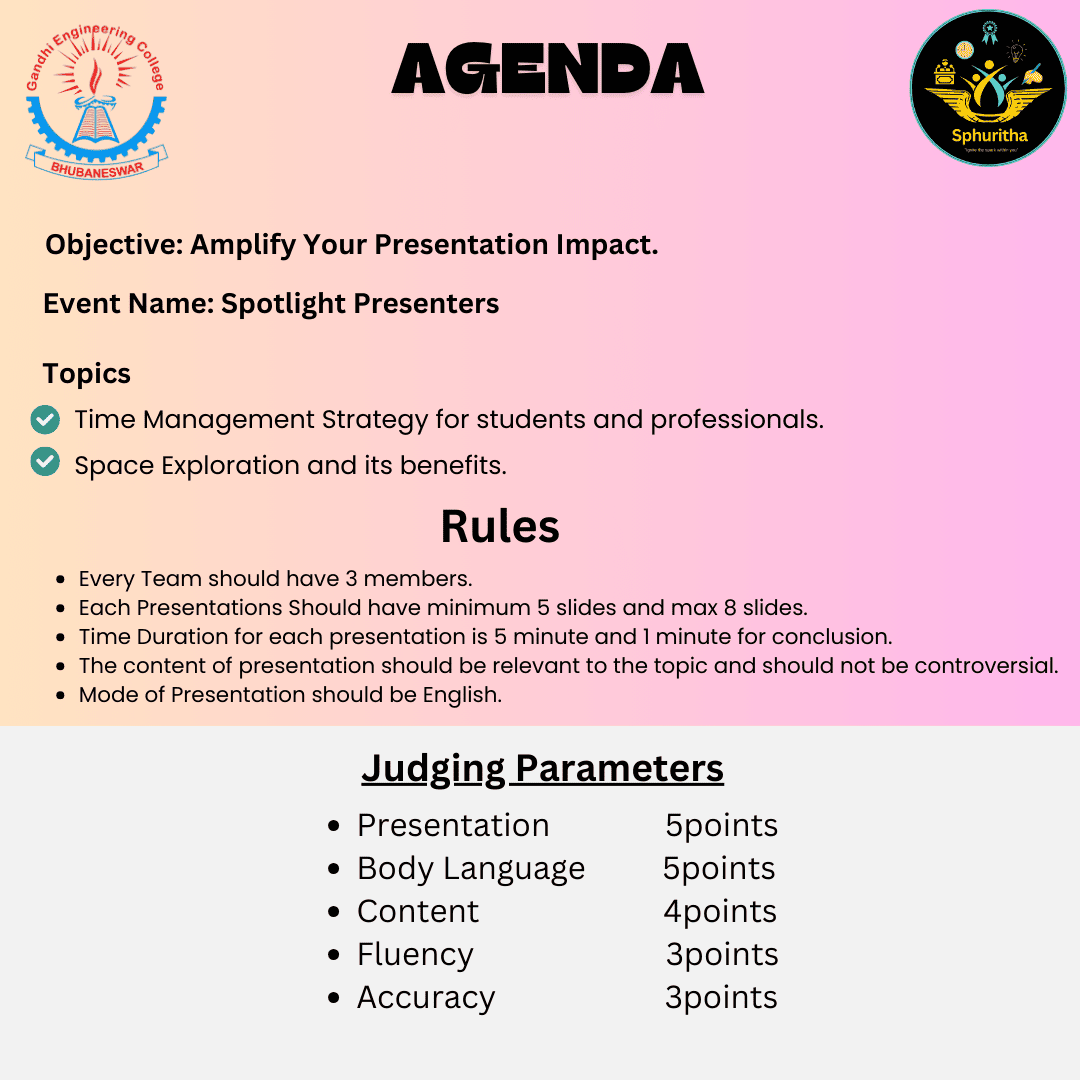 Gandhi Engineering College
BHUBANESWAR
AGENDA
Sphuritha
Objective: Amplify Your Presentation Impact.
Event Name: Spotlight Presenters
Topics
Time Management Strategy for students and professionals.
Space Exploration and its benefits.
Rules
Every Team should have 3 members.
Each Presentations Should have minimum 5 slides and max 8 slides.
Time Duration for each presentation is 5 minute and 1 minute for conclusion.
The content of presentation should be relevant to the topic and should not be controversial.
Mode of Presentation should be English.
Judging Parameters
Presentation 5points
Body Language 5points
Content 4points
Fluency 3points
Accuracy 3points